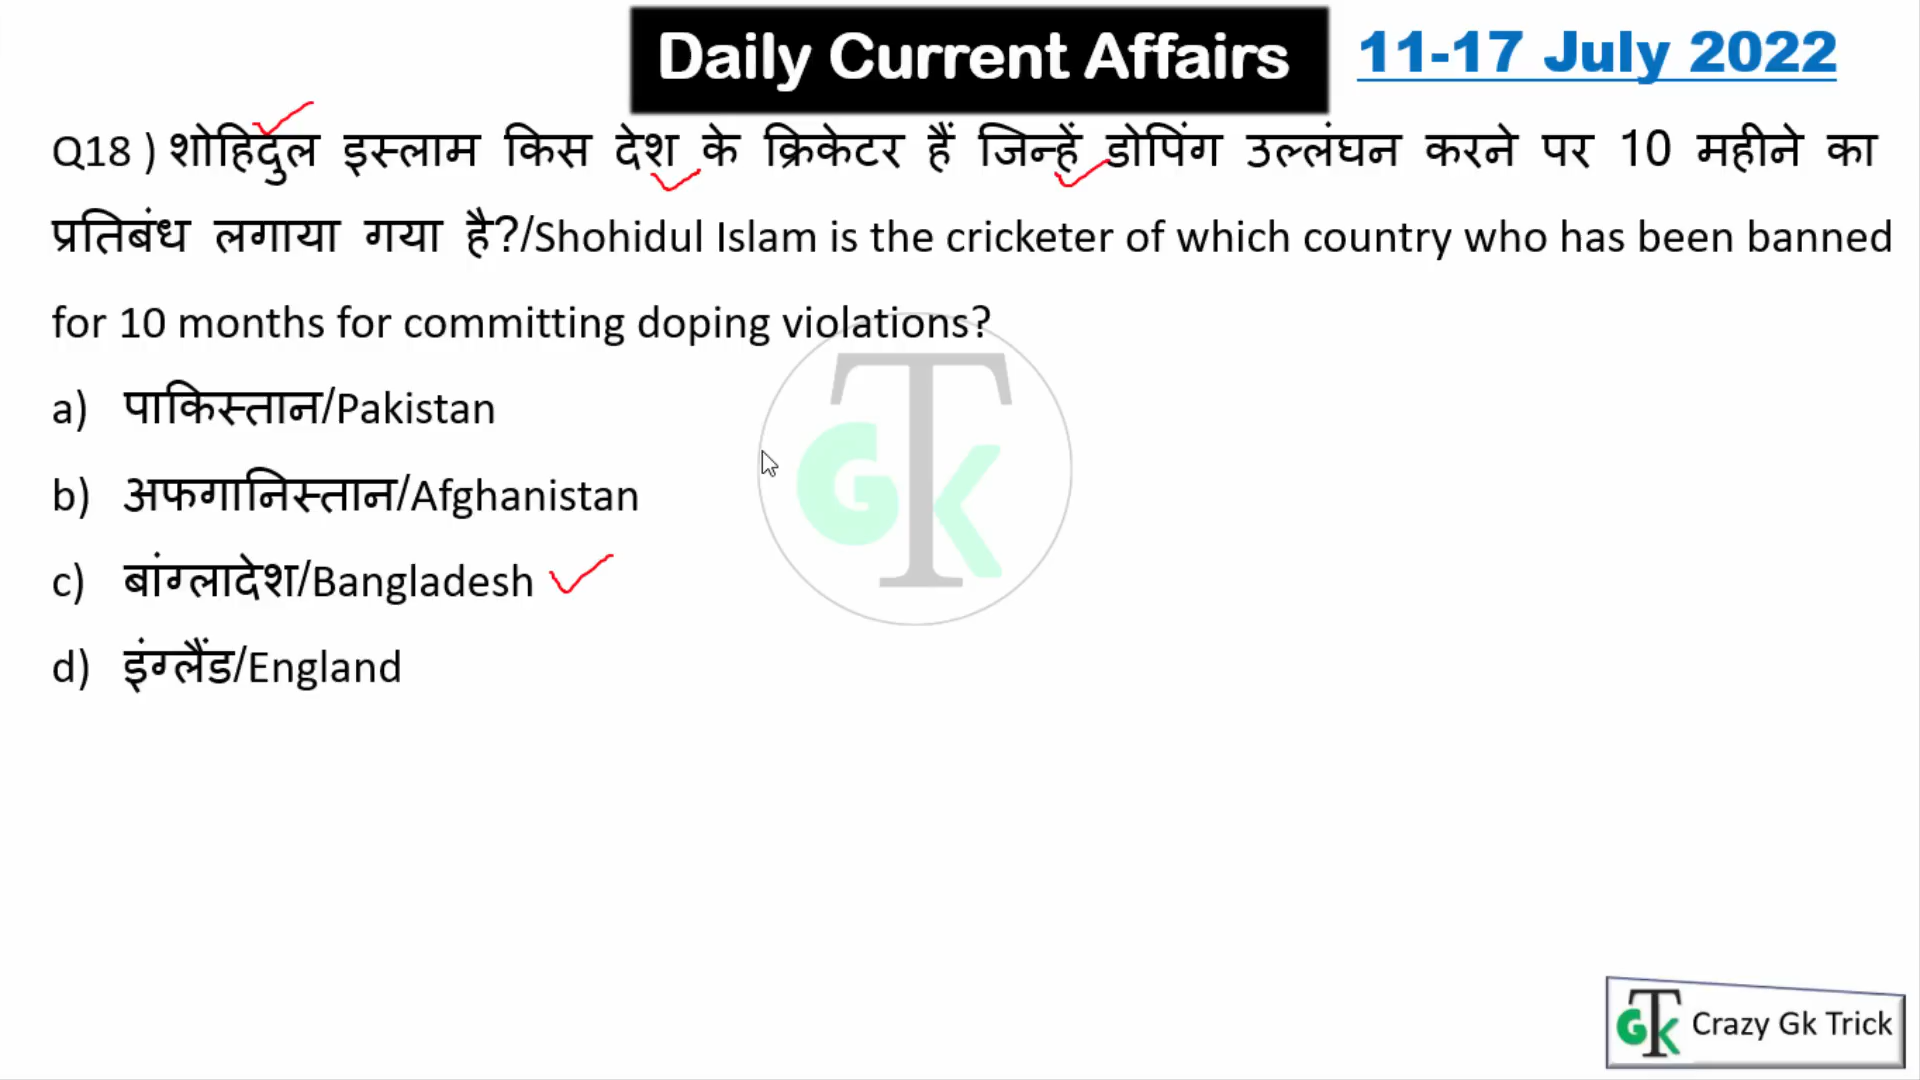 Daily Current Affairs 11-17 July 2022
Q18 ) शोहिदुल इस्लाम किस देश के क्रिकेटर हैं जिन्हें डोपिंग उल्लंघन करने पर 10 महीने का
प्रतिबंध लगाया गया है?/Shohidul Islam is the cricketer of which country who has been banned
for 10 months for committing doping violations?
a) पाकिस्तान/Pakistan
b) अफगानिस्तान/Afghanistan
c) बांग्लादेश/Bangladesh
d) इंग्लैंड/England
GTK
GTK Crazy Gk Trick